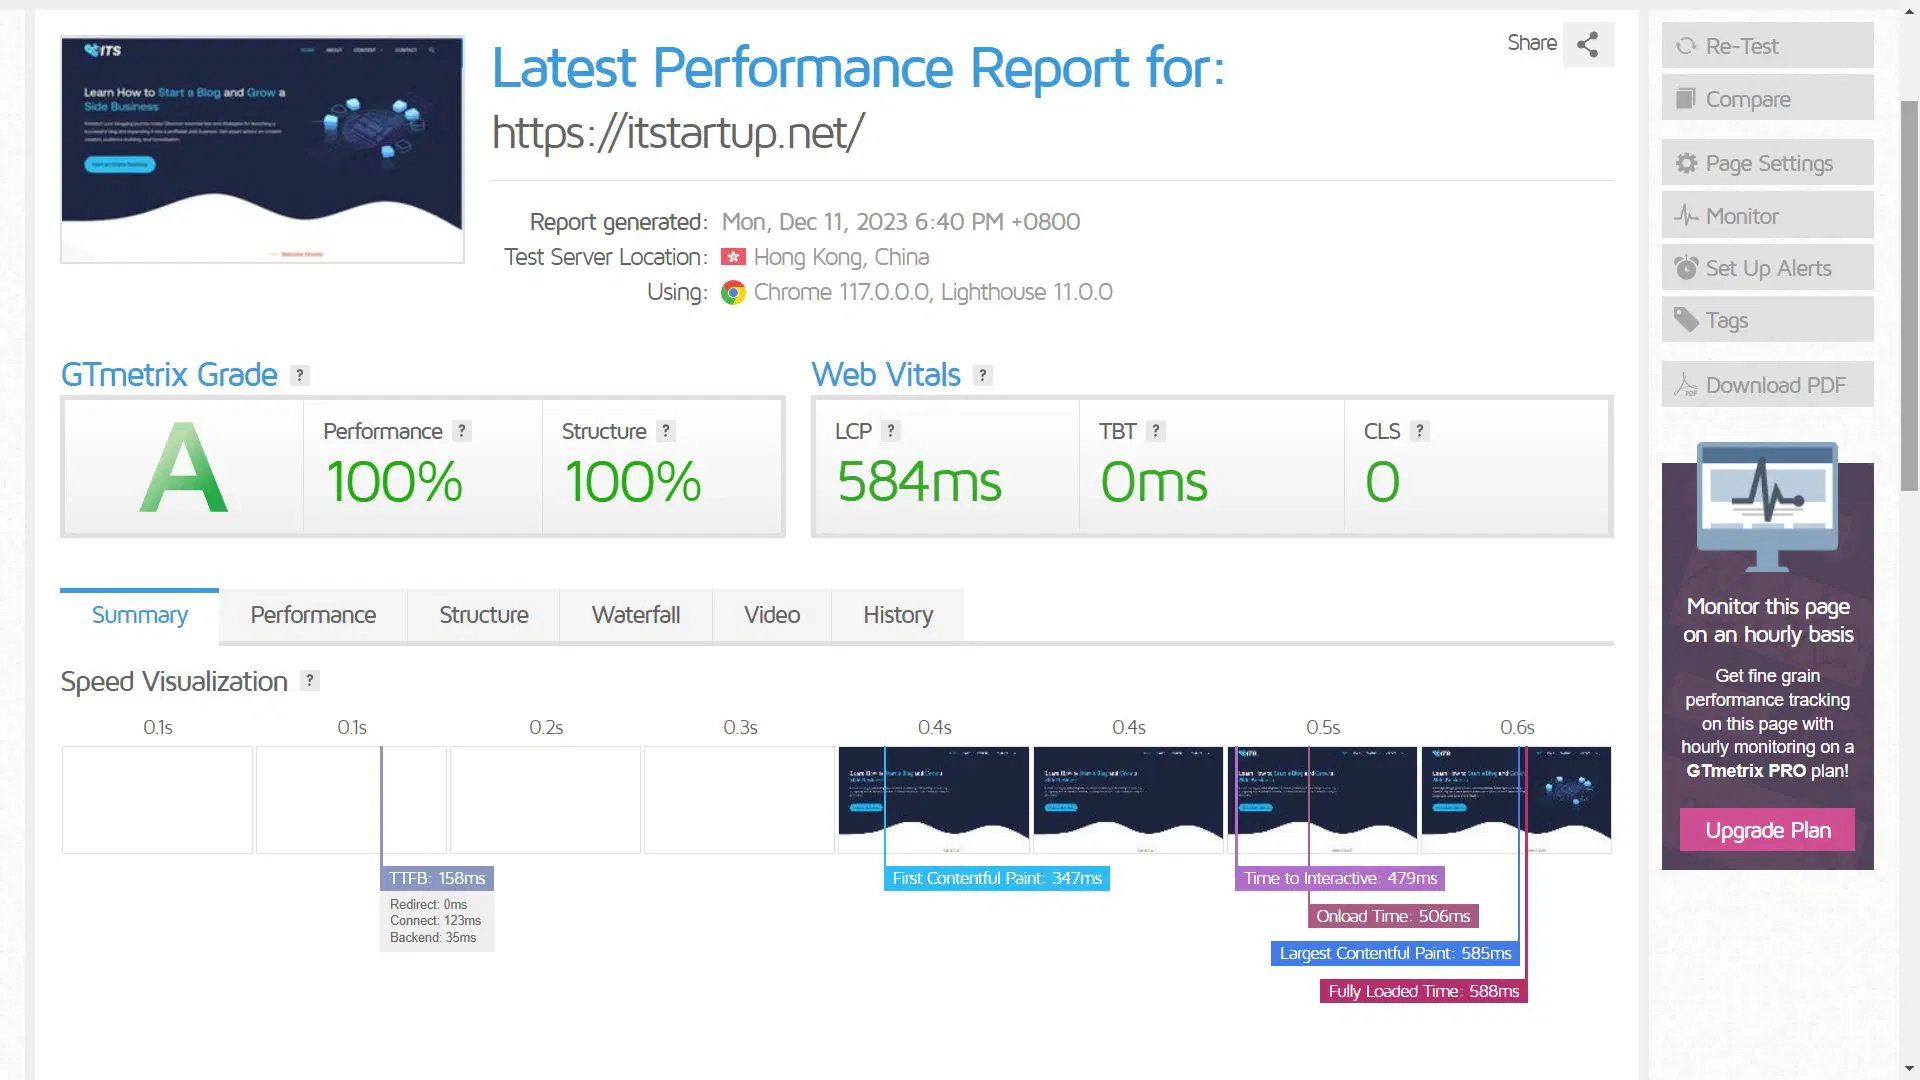 ITS
HOME ABOUT CONTENT CONTACT
Learn How to Start a Blog and Grow a
Side Business
Latest Performance Report for:
https://itstartup.net/
Share
Report generated: Mon, Dec 11, 2023 6:40 PM +0800
Test Server Location: Hong Kong, China
Using: Chrome 117.0.0.0, Lighthouse 11.0.0
Re-Test
Compare
Page Settings
Monitor
Set Up Alerts
Tags
Download PDF
GTmetrix Grade ?
A
Performance ?
100%
Structure ?
100%
Web Vitals ?
LCP ?
584ms
TBT ?
0ms
CLS ?
0
Summary Performance Structure Waterfall Video History
Speed Visualization ?
0.1s 0.1s 0.2s 0.3s 0.4s 0.4s 0.5s 0.6s
TTFB: 158ms
Redirect: 0ms
Connect: 123ms
Backend: 35ms
First Contentful Paint: 347ms
Time to Interactive: 479ms
Onload Time: 506ms
Largest Contentful Paint: 585ms
Fully Loaded Time: 588ms
Monitor this page
on an hourly basis
Get fine grain
performance tracking
on this page with
hourly monitoring on a
GTmetrix PRO plan!
Upgrade Plan